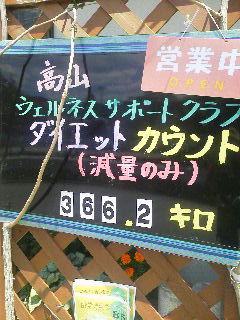 営業中
OPEN
高山
ウェルネスサポートクラブ
ダイエットカウント
(減量のみ)
366.2キロ